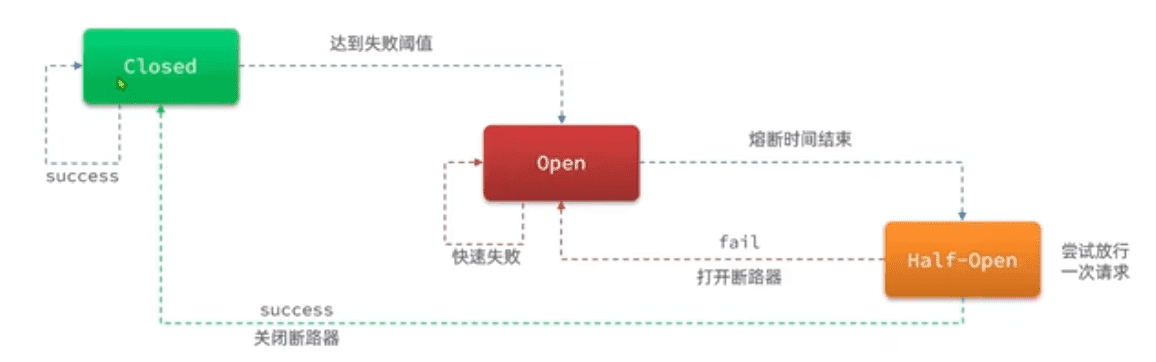 达到失败阈值
Closed
success
熔断时间结束
Open
快速失败
fail
打开断路器
Half-Open
尝试放行
一次请求
success
关闭断路器